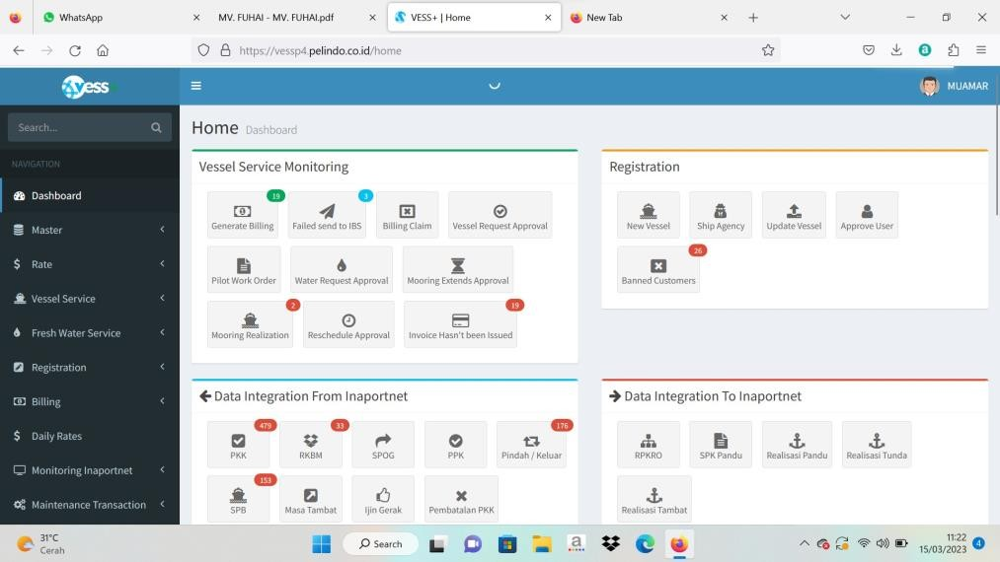 WhatsApp
MV. FUHAI - MV. FUHAI.pdf
VESS+ | Home
New Tab
https://vessp4.pelindo.co.id/home
vess+
MUAMAR
Search...
NAVIGATION
Dashboard
Master
Rate
Vessel Service
Fresh Water Service
Registration
Billing
Daily Rates
Monitoring Inaportnet
Maintenance Transaction
Home Dashboard
Vessel Service Monitoring
19
Generate Billing
3
Failed send to IBS
Billing Claim
Vessel Request Approval
Pilot Work Order
Water Request Approval
Mooring Extends Approval
2
Mooring Realization
Reschedule Approval
19
Invoice Hasn't been Issued
Registration
New Vessel
Ship Agency
Update Vessel
Approve User
26
Banned Customers
Data Integration From Inaportnet
479
PKK
33
RKBM
SPOG
PPK
176
Pindah / Keluar
153
SPB
Masa Tambat
Ijin Gerak
Pembatalan PKK
Data Integration To Inaportnet
RPKRO
SPK Pandu
Realisasi Pandu
Realisasi Tunda
Realisasi Tambat
31°C
Cerah
Search
11:22
15/03/2023
4